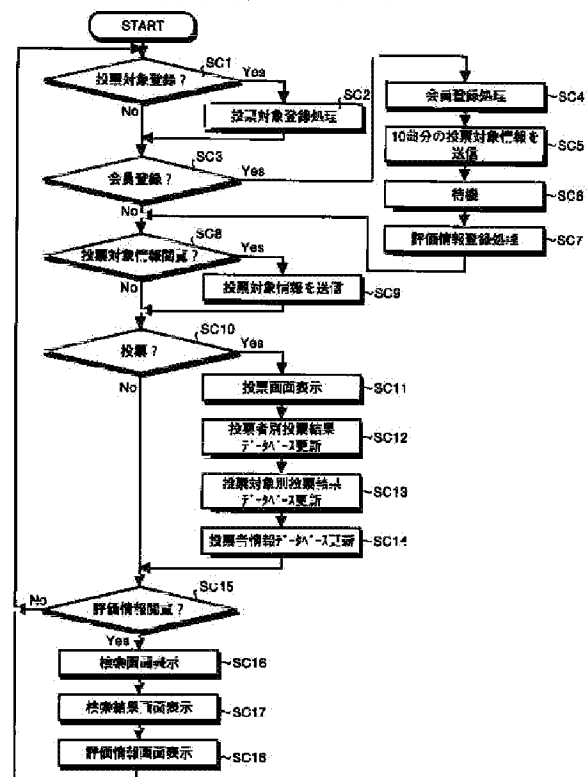 START
投票対象登録？
SC1
Yes
No
投票対象登録処理
SC2
会員登録？
SC3
Yes
No
会員登録処理
SC4
10曲分の投票対象情報を
送信
SC5
待機
SC6
評価情報登録処理
SC7
投票対象情報閲覧？
SC8
Yes
No
投票対象情報を送信
SC9
投票？
SC10
Yes
No
投票画面表示
SC11
投票者別投票結果
データベース更新
SC12
投票対象別投票結果
データベース更新
SC13
投票者情報データベース更新
SC14
評価情報閲覧？
SC15
No
Yes
検索画面表示
SC16
検索結果画面表示
SC17
評価情報画面表示
SC18